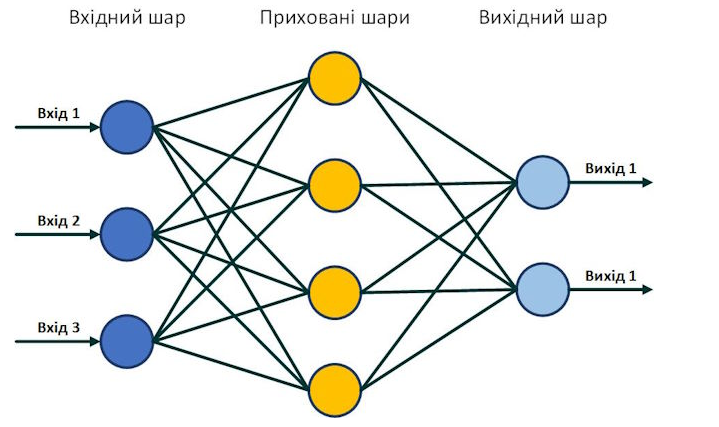 Вхідний шар
Приховані шари
Вихідний шар
Вхід 1
Вхід 2
Вхід 3
Вихід 1
Вихід 1